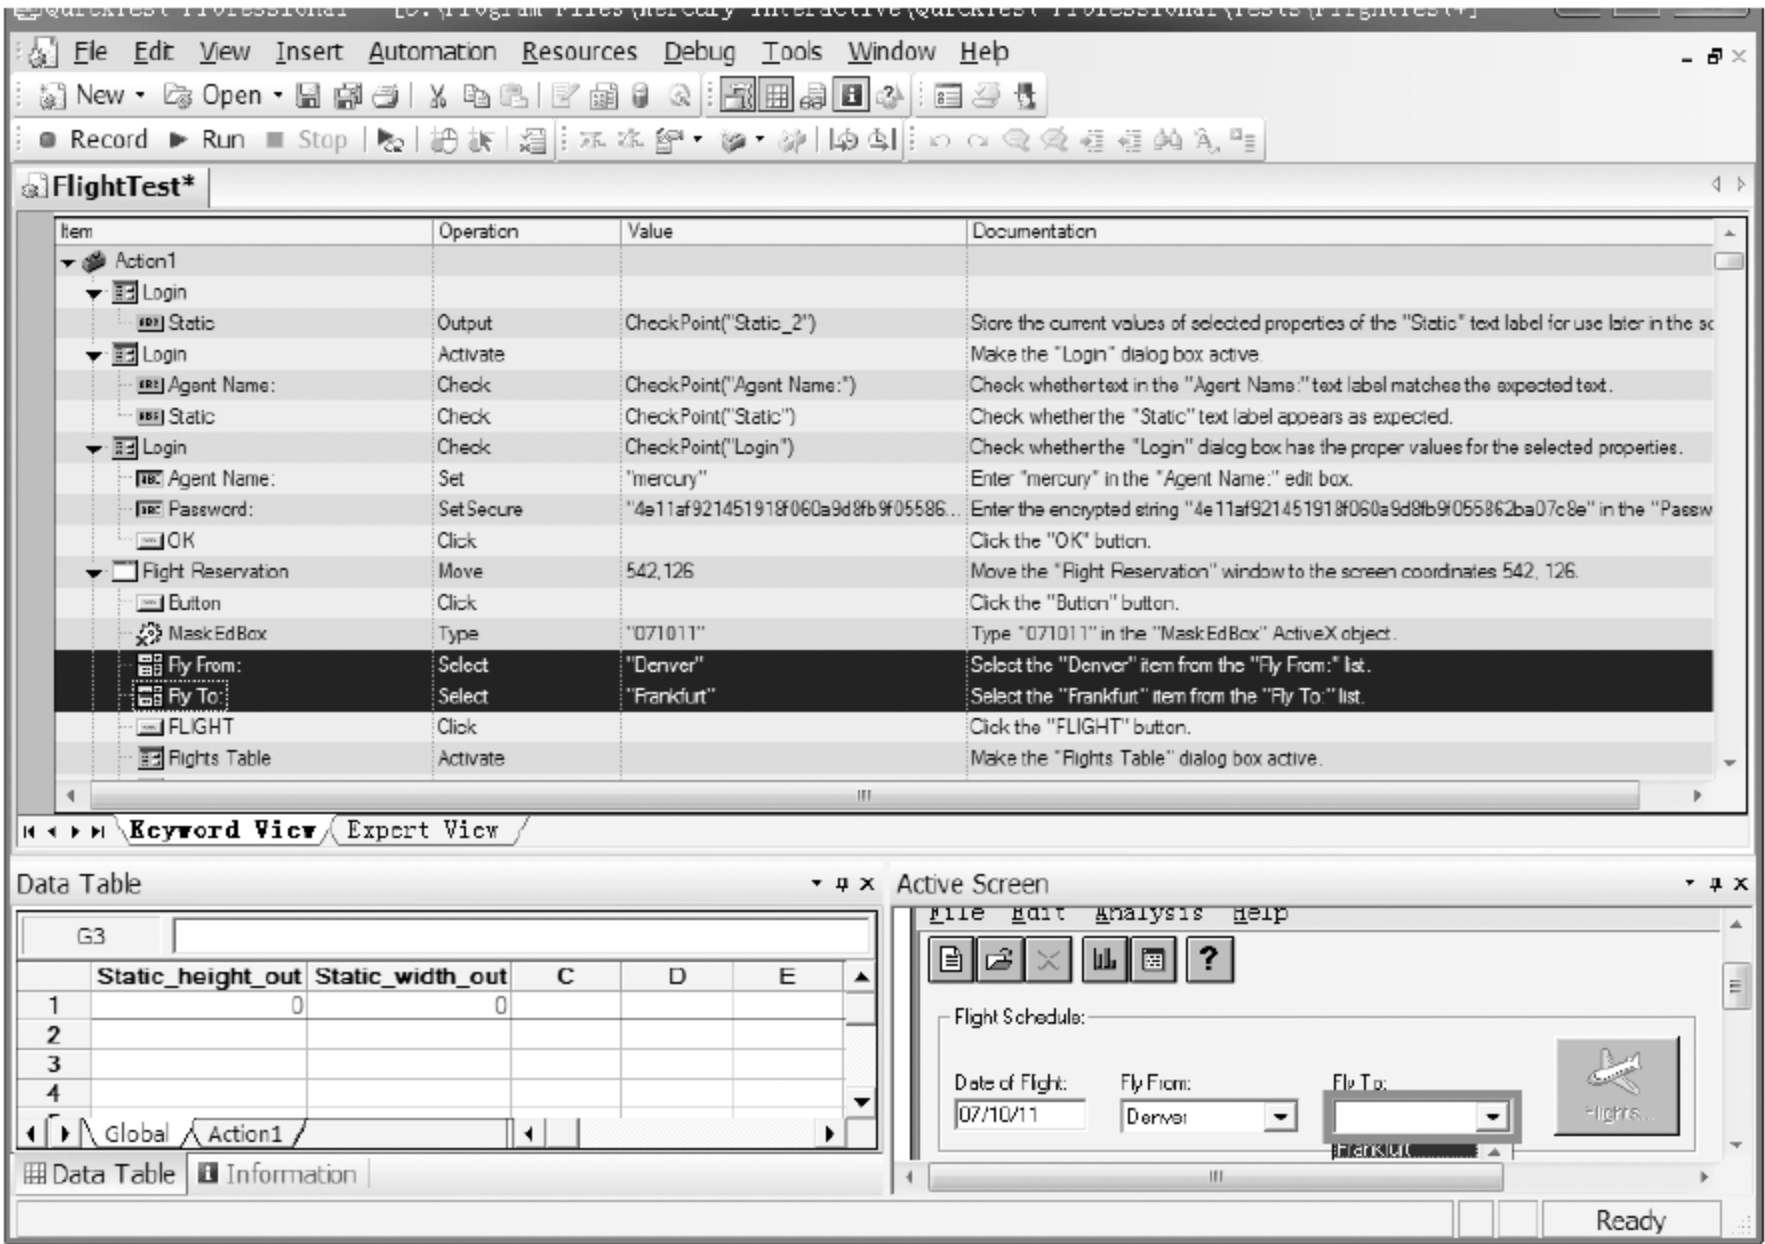 QuickTest Professional - [C:\Program Files\Mercury Interactive\QuickTest Professional\Tests\FlightTest*]
File Edit View Insert Automation Resources Debug Tools Window Help
New Open
Record Run Stop
FlightTest*
Item Operation Value Documentation
Action1
Login
Static Output CheckPoint("Static_2") Store the current values of selected properties of the "Static" text label for use later in the sc
Login Activate Make the "Login" dialog box active.
Agent Name: Check CheckPoint("Agent Name:") Check whether text in the "Agent Name:" text label matches the expected text.
Static Check CheckPoint("Static") Check whether the "Static" text label appears as expected.
Login Check CheckPoint("Login") Check whether the "Login" dialog box has the proper values for the selected properties.
Agent Name: Set "mercury" Enter "mercury" in the "Agent Name:" edit box.
Password: SetSecure "4e11af921451918f060a9d8fb9f05586... Enter the encrypted string "4e11af921451918f060a9d8fb9f055862ba07c8e" in the "Passw
OK Click Click the "OK" button.
Flight Reservation Move 542,126 Move the "Flight Reservation" window to the screen coordinates 542, 126.
Button Click Click the "Button" button.
MaskEdBox Type "071011" Type "071011" in the "MaskEdBox" ActiveX object.
Fly From: Select "Denver" Select the "Denver" item from the "Fly From:" list.
Fly To: Select "Frankfurt" Select the "Frankfurt" item from the "Fly To:" list.
FLIGHT Click Click the "FLIGHT" button.
Flights Table Activate Make the "Flights Table" dialog box active.
Keyword View Expert View
Data Table
G3
Static_height_out Static_width_out C D E
1 0 0
2
3
4
Global Action1
Data Table Information
Active Screen
File Edit Analysis Help
Flight Schedule:
Date of Flight: Fly From: Fly To:
07/10/11 Denver
Flights...
Frankfurt
Ready